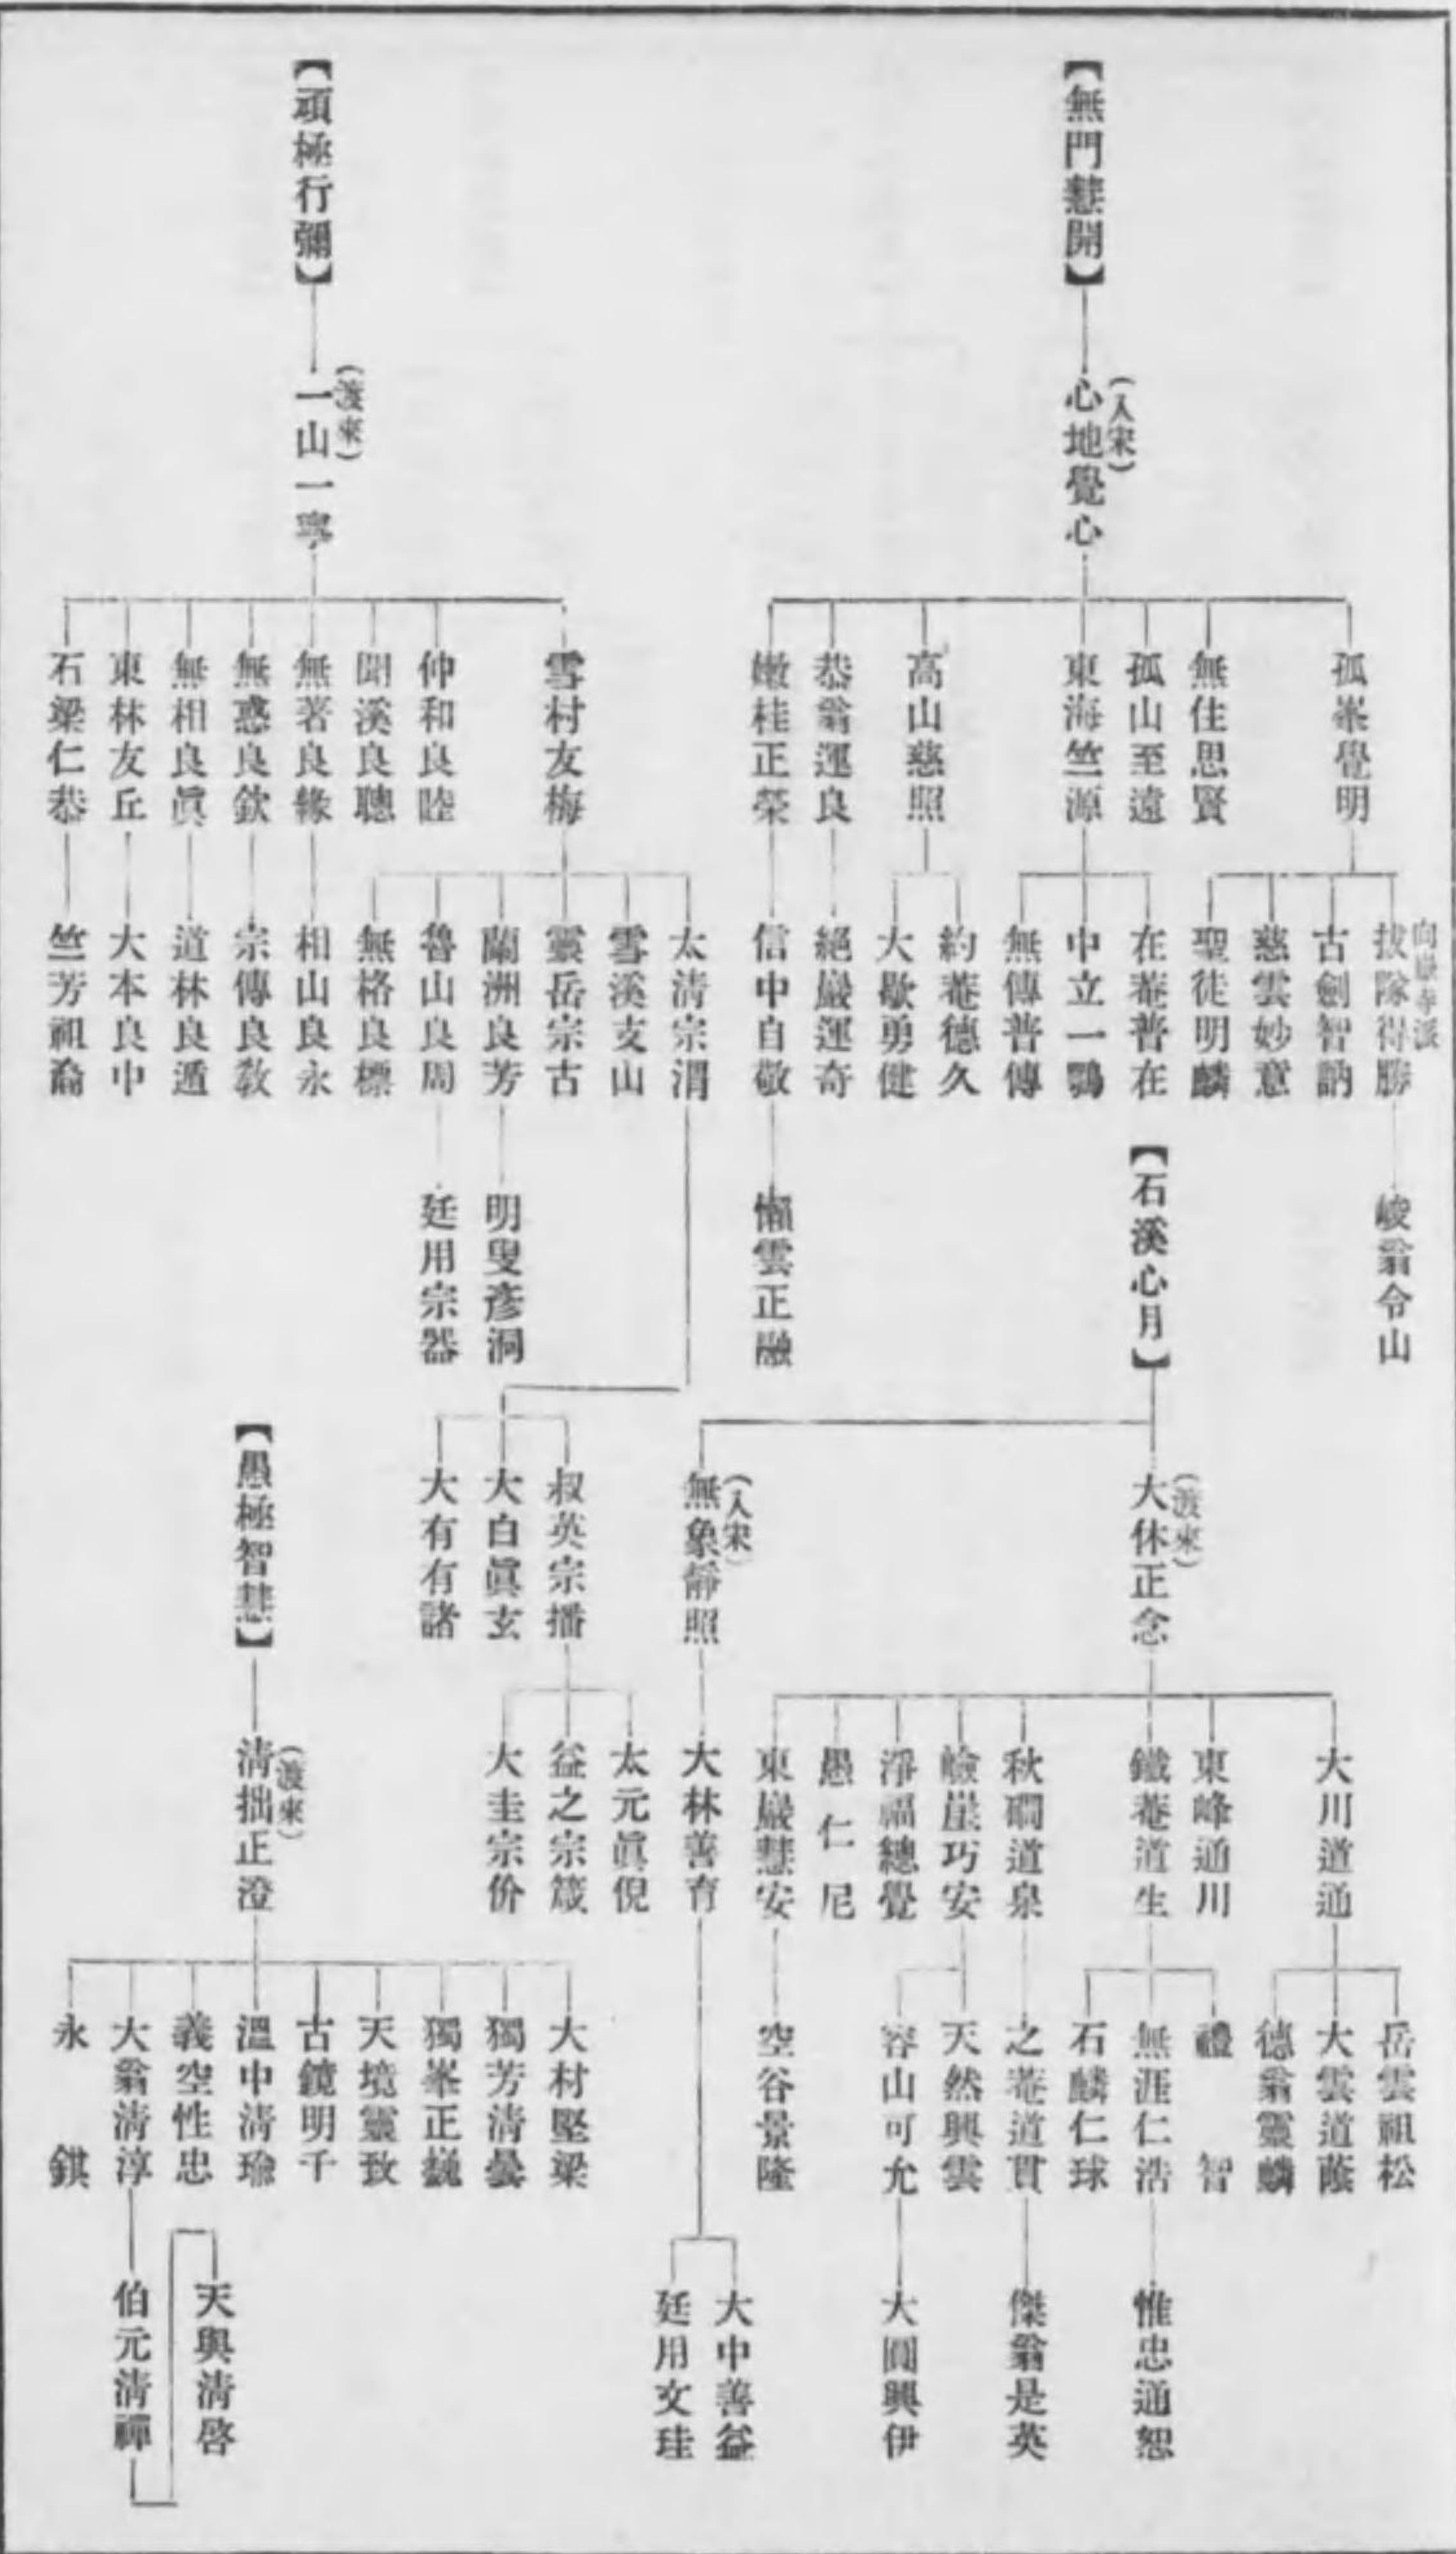 【無門慧開】
(入宋)
心地覺心
孤峯覺明
無住思賢
孤山至遠
東海竺源
高山慈照
恭翁運良
嫩桂正榮
向嶽寺派
拔隊得勝
古劍智訥
慈雲妙意
聖徒明麟
在菴普在
中立一鶚
無傳普傳
約菴德久
大歇勇健
絕巖運奇
信中自敬
峻翁令山
懶雲正融
【石溪心月】
(渡來)
大休正念
(入宋)
無象靜照
大川道通
東峰通川
鐵菴道生
秋磵道泉
嶮崖巧安
淨福總覺
愚仁尼
東巖慧安
大林善育
岳雲祖松
大雲道蔭
德翁靈麟
禮智
無涯仁浩
石麟仁球
之菴道貫
天然興雲
容山可允
空谷景隆
惟忠通恕
傑翁是英
大圓興伊
大中善益
廷用文珪
【頑極行彌】
(渡來)
一山一寧
雪村友梅
仲和良睦
聞溪良聰
無著良緣
無惑良欽
無相良眞
東林友丘
石梁仁恭
太淸宗渭
雪溪支山
靈岳宗古
蘭洲良芳
魯山良周
無格良標
相山良永
宗傳良敎
道林良遁
大本良中
竺芳祖裔
明叟彥洞
廷用宗器
叔英宗播
大白眞玄
大有有諸
太元眞倪
益之宗箴
大圭宗价
【愚極智慧】
(渡來)
淸拙正澄
大村堅梁
獨芳淸曇
獨峯正巍
天境靈致
古鏡明千
溫中淸瑜
義空性忠
大翁淸淳
永錤
伯元淸禪
天與淸啓